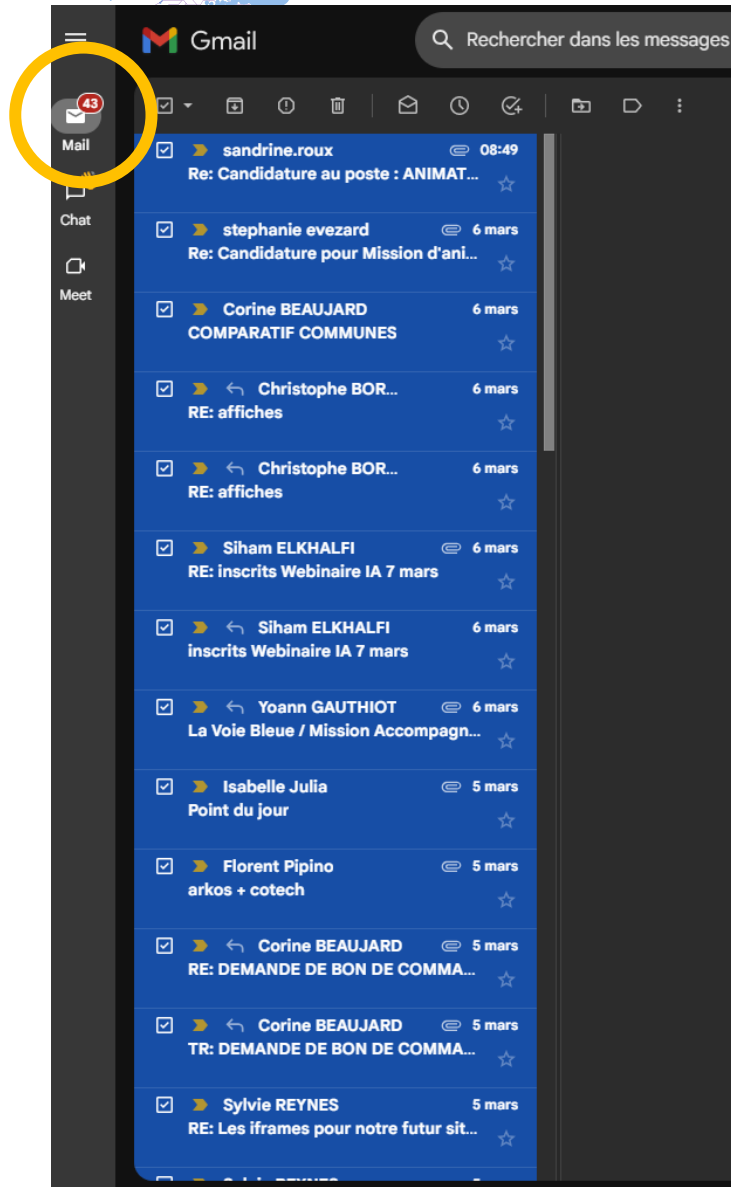 Gmail
Rechercher dans les messages
43
Mail
Chat
Meet
sandrine.roux 08:49
Re: Candidature au poste : ANIMAT...
stephanie evezard 6 mars
Re: Candidature pour Mission d'ani...
Corine BEAUJARD 6 mars
COMPARATIF COMMUNES
Christophe BOR... 6 mars
RE: affiches
Christophe BOR... 6 mars
RE: affiches
Siham ELKHALFI 6 mars
RE: inscrits Webinaire IA 7 mars
Siham ELKHALFI 6 mars
inscrits Webinaire IA 7 mars
Yoann GAUTHIOT 6 mars
La Voie Bleue / Mission Accompagn...
Isabelle Julia 5 mars
Point du jour
Florent Pipino 5 mars
arkos + cotech
Corine BEAUJARD 5 mars
RE: DEMANDE DE BON DE COMMA...
Corine BEAUJARD 5 mars
TR: DEMANDE DE BON DE COMMA...
Sylvie REYNES 5 mars
RE: Les iframes pour notre futur sit...